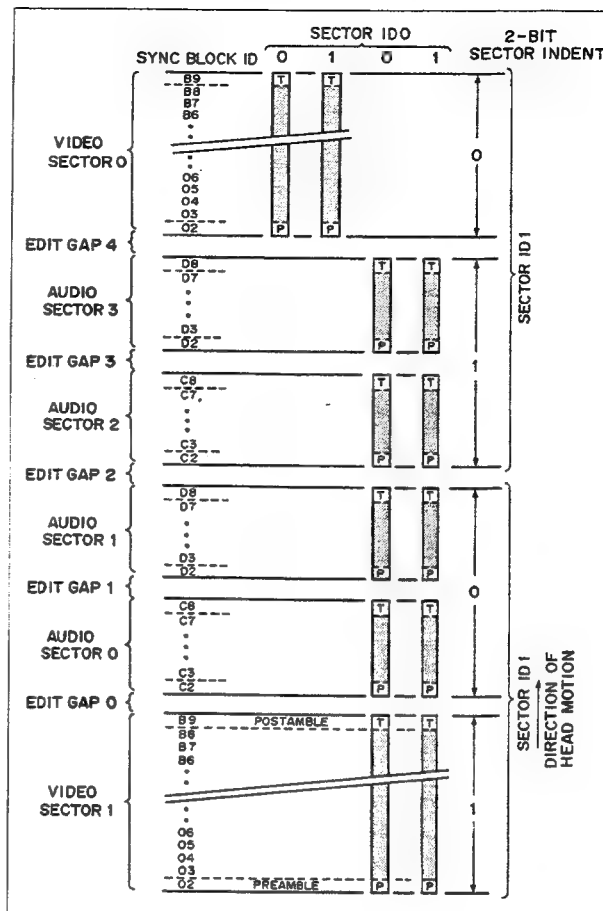 SECTOR ID0
2-BIT
SECTOR INDENT
SYNC BLOCK ID 0 1 0 1
VIDEO
SECTOR 0
B9 T T
B8
B7
B6
06
05
04
03
02 P P
0
EDIT GAP 4
AUDIO
SECTOR 3
D8 T T
D7
D3
D2 P P
EDIT GAP 3
1
SECTOR ID1
AUDIO
SECTOR 2
C8 T T
C7
C3
C2 P P
EDIT GAP 2
AUDIO
SECTOR 1
D8 T T
D7
D3
D2 P P
EDIT GAP 1
0
AUDIO
SECTOR 0
C8 T T
C7
C3
C2 P P
EDIT GAP 0
SECTOR ID1
DIRECTION OF
HEAD MOTION
VIDEO
SECTOR 1
B9 POSTAMBLE T T
B8
B7
B6
06
05
04
03
02 PREAMBLE P P
1